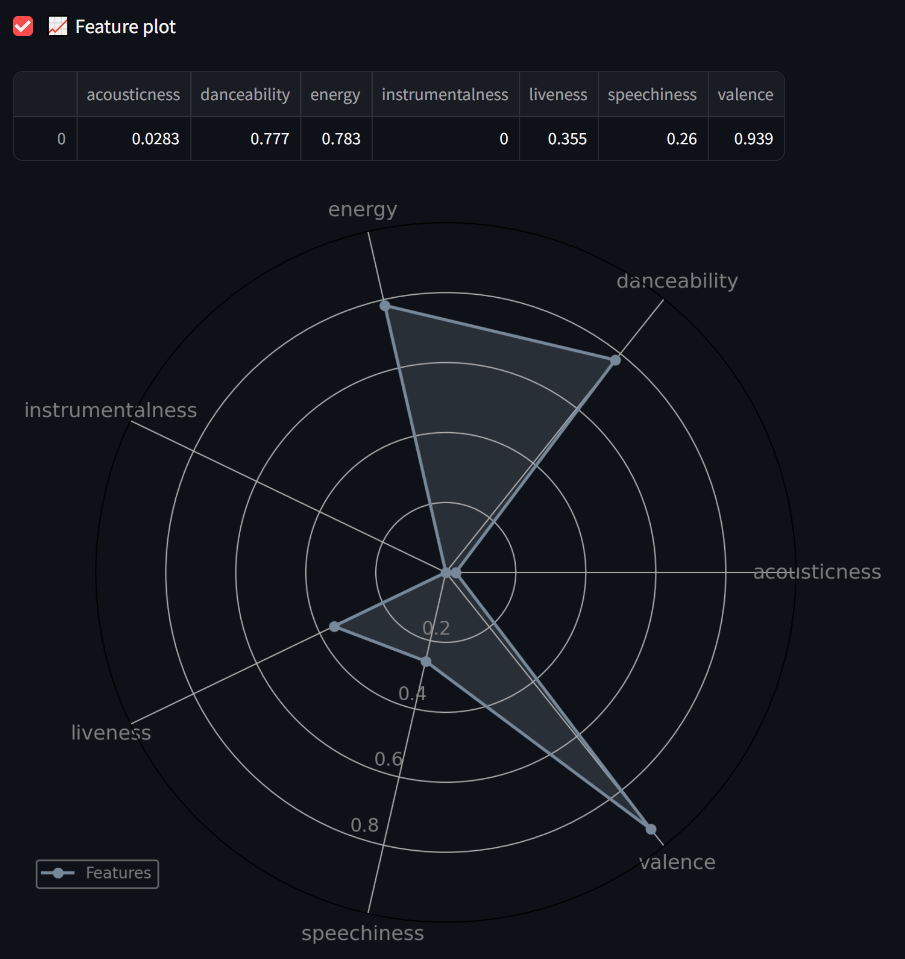 📈 Feature plot
acousticness danceability energy instrumentalness liveness speechiness valence
0 0.0283 0.777 0.783 0 0.355 0.26 0.939
energy
danceability
instrumentalness
acousticness
0.2
0.4
liveness
0.6
0.8
valence
Features
speechiness